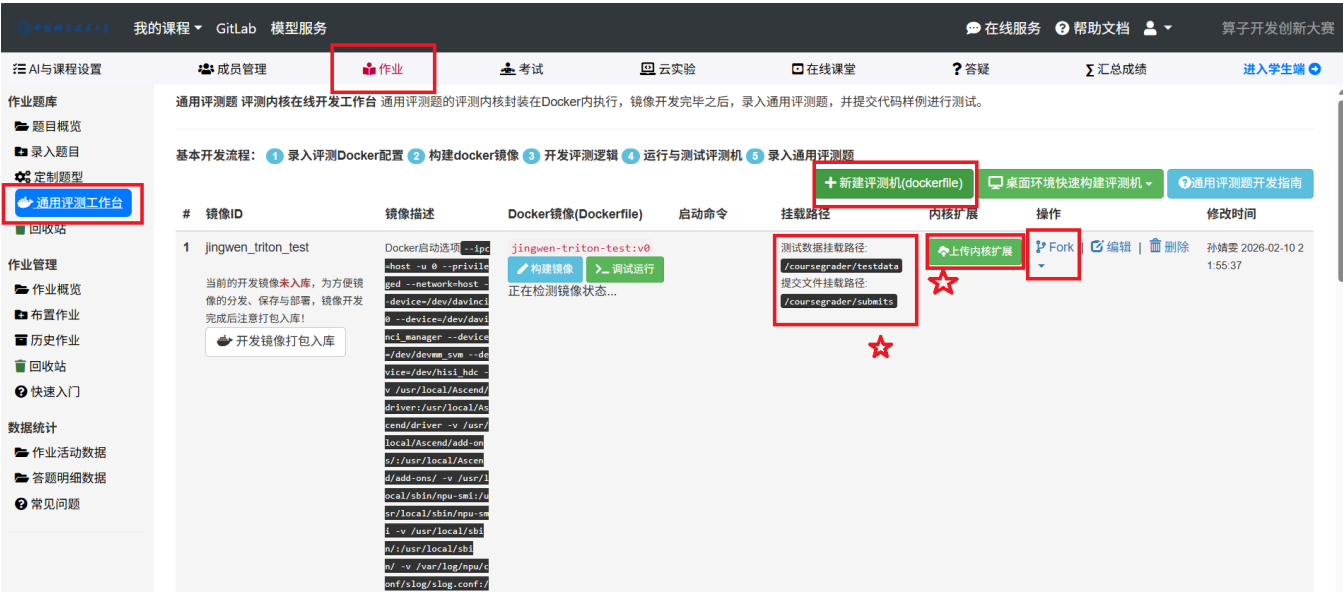 我的课程 GitLab 模型服务 在线服务 帮助文档 算子开发创新大赛
AI与课程设置 成员管理 作业 考试 云实验 在线课堂 答疑 ∑汇总成绩 进入学生端
作业题库
题目概览
录入题目
定制题型
通用评测工作台
回收站
作业管理
作业概览
布置作业
历史作业
回收站
快速入门
数据统计
作业活动数据
答题明细数据
常见问题
通用评测题 评测内核在线开发工作台 通用评测题的评测内核封装在Docker内执行，镜像开发完毕之后，录入通用评测题，并提交代码样例进行测试。
基本开发流程： 1 录入评测Docker配置 2 构建docker镜像 3 开发评测逻辑 4 运行与测试评测机 5 录入通用评测题
+新建评测机(dockerfile) 桌面环境快速构建评测机 通用评测题开发指南
# 镜像ID 镜像描述 Docker镜像(Dockerfile) 启动命令 挂载路径 内核扩展 操作 修改时间
1 jingwen_triton_test
当前的开发镜像未入库，为方便镜
像的分发、保存与部署，镜像开发
完成后注意打包入库！
开发镜像打包入库
Docker启动选项--ipc
=host -u 0 --privile
ged --network=host -
-device=/dev/davinci
0 --device=/dev/davi
nci_manager --device
=/dev/devmm_svm --de
vice=/dev/hisi_hdc -
v /usr/local/Ascend/
driver:/usr/local/As
cend/driver -v /usr/
local/Ascend/add-on
s/:/usr/local/Ascen
d/add-ons/ -v /usr/l
ocal/sbin/npu-smi:/u
sr/local/sbin/npu-sm
i -v /usr/local/sbi
n/:/usr/local/sbi
n/ -v /var/log/npu/c
onf/slog/slog.conf:/
jingwen-triton-test:v0
构建镜像 >_ 调试运行
正在检测镜像状态...
测试数据挂载路径:
/coursegrader/testdata
提交文件挂载路径:
/coursegrader/submits
上传内核扩展
Fork | 编辑 | 删除
孙婧雯 2026-02-10 2
1:55:37